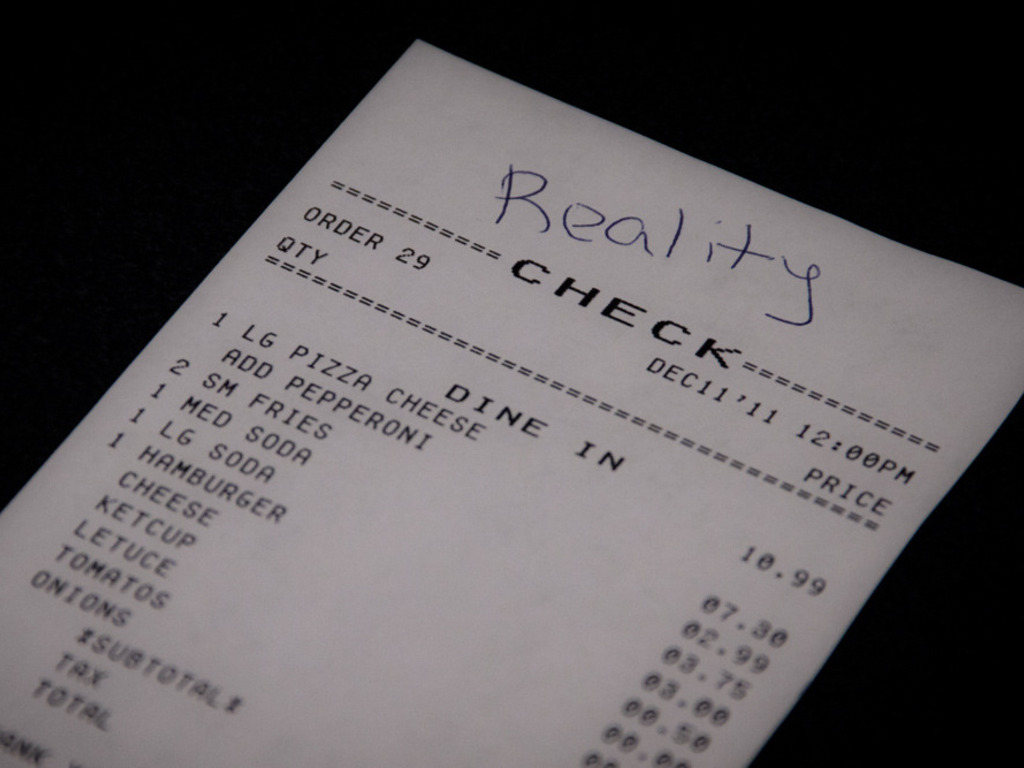 Reality
==========CHECK===========
ORDER 29 DEC11'11 12:00PM
QTY PRICE
====================================
DINE IN
1 LG PIZZA CHEESE 10.99
ADD PEPPERONI
2 SM FRIES 07.30
1 MED SODA 02.99
1 LG SODA 03.75
1 HAMBURGER 03.00
CHEESE 00.50
KETCUP
LETUCE
TOMATOS
ONIONS
*SUBTOTAL*
TAX
TOTAL